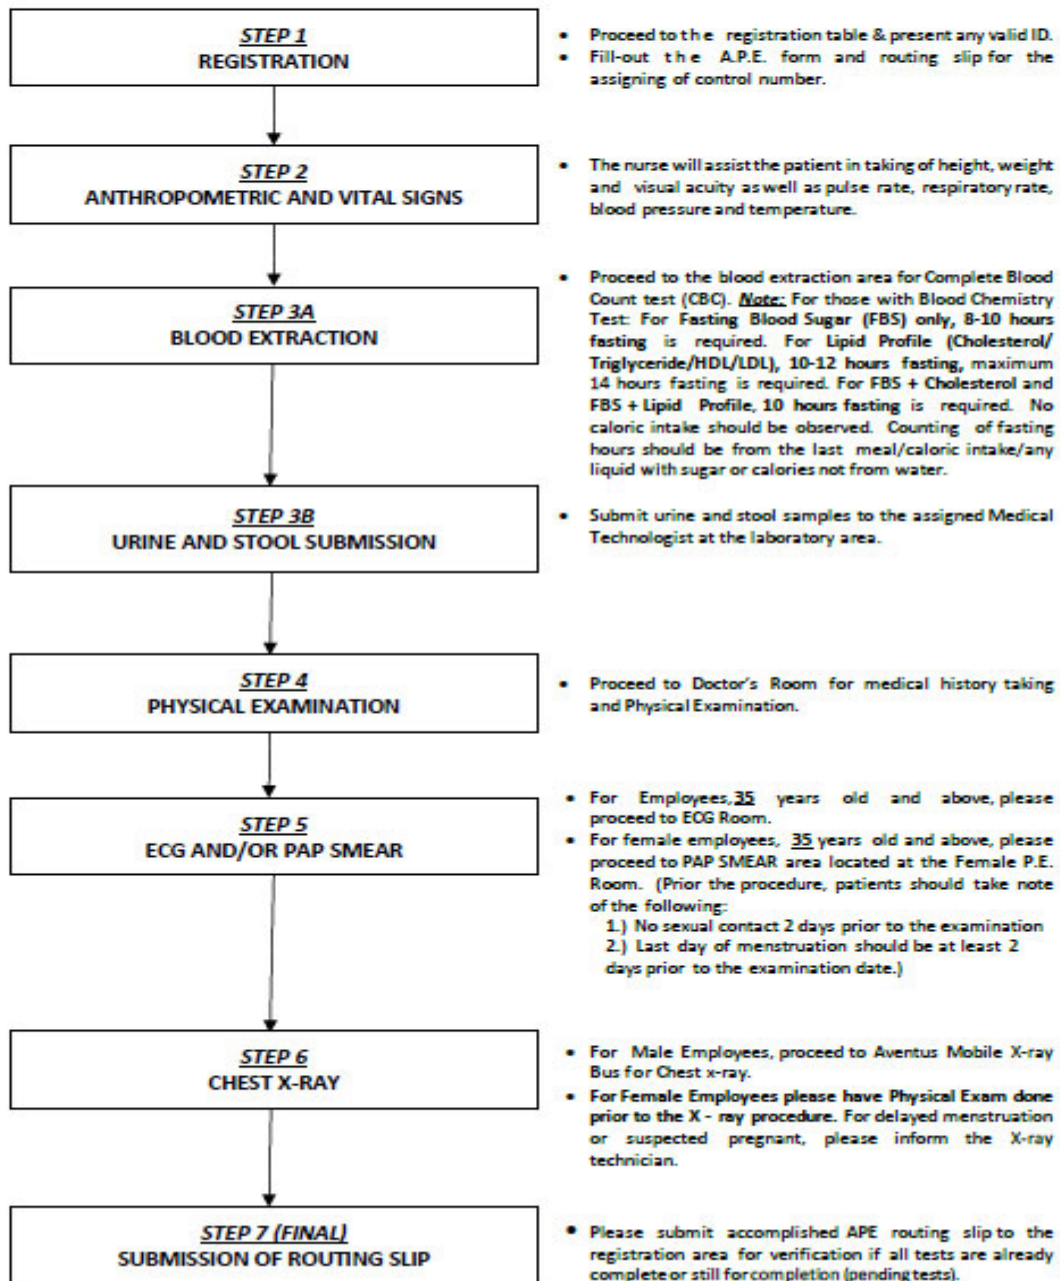 STEP 1
REGISTRATION
• Proceed to the registration table & present any valid ID.
• Fill-out the A.P.E. form and routing slip for the
assigning of control number.
STEP 2
ANTHROPOMETRIC AND VITAL SIGNS
• The nurse will assist the patient in taking of height, weight
and visual acuity as well as pulse rate, respiratory rate,
blood pressure and temperature.
STEP 3A
BLOOD EXTRACTION
• Proceed to the blood extraction area for Complete Blood
Count test (CBC). Note: For those with Blood Chemistry
Test: For Fasting Blood Sugar (FBS) only, 8-10 hours
fasting is required. For Lipid Profile (Cholesterol/
Triglyceride/HDL/LDL), 10-12 hours fasting, maximum
14 hours fasting is required. For FBS + Cholesterol and
FBS + Lipid Profile, 10 hours fasting is required. No
caloric intake should be observed. Counting of fasting
hours should be from the last meal/caloric intake/any
liquid with sugar or calories not from water.
STEP 3B
URINE AND STOOL SUBMISSION
• Submit urine and stool samples to the assigned Medical
Technologist at the laboratory area.
STEP 4
PHYSICAL EXAMINATION
• Proceed to Doctor's Room for medical history taking
and Physical Examination.
STEP 5
ECG AND/OR PAP SMEAR
• For Employees, 35 years old and above, please
proceed to ECG Room.
• For female employees, 35 years old and above, please
proceed to PAP SMEAR area located at the Female P.E.
Room. (Prior the procedure, patients should take note
of the following:
1.) No sexual contact 2 days prior to the examination
2.) Last day of menstruation should be at least 2
days prior to the examination date.)
STEP 6
CHEST X-RAY
• For Male Employees, proceed to Aventus Mobile X-ray
Bus for Chest x-ray.
• For Female Employees please have Physical Exam done
prior to the X - ray procedure. For delayed menstruation
or suspected pregnant, please inform the X-ray
technician.
STEP 7 (FINAL)
SUBMISSION OF ROUTING SLIP
• Please submit accomplished APE routing slip to the
registration area for verification if all tests are already
complete or still for completion (pending tests).